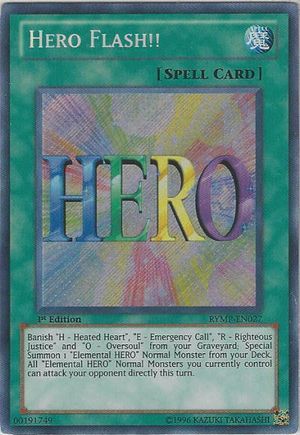 HERO FLASH!!
[SPELL CARD]
HERO
1st Edition
RYMP-EN027
Banish "H - Heated Heart", "E - Emergency Call", "R - Righteous
Justice" and "O - Oversoul" from your Graveyard; Special
Summon 1 "Elemental HERO" Normal Monster from your Deck.
All "Elemental HERO" Normal Monsters you currently control
can attack your opponent directly this turn.
00191749
©1996 KAZUKI TAKAHASHI